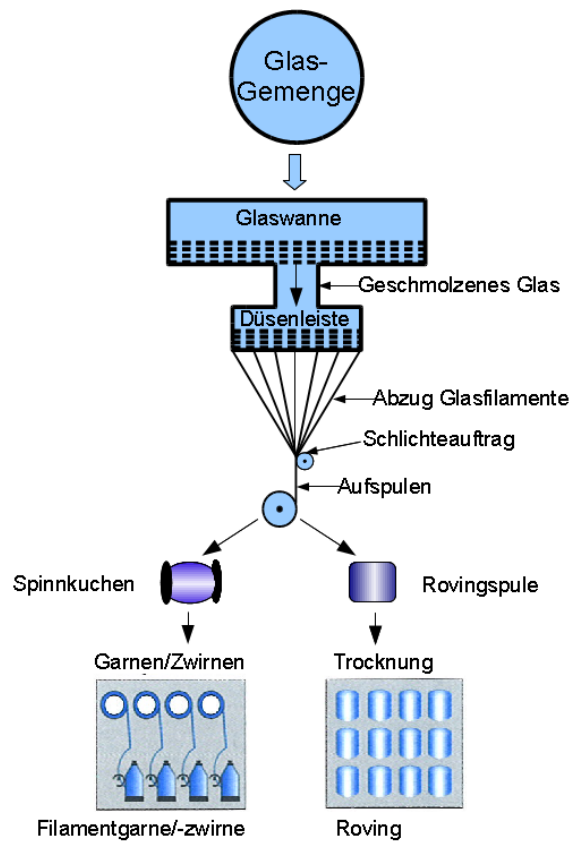 Glas-
Gemenge
Glaswanne
Geschmolzenes Glas
Düsenleiste
Abzug Glasfilamente
Schlichteauftrag
Aufspulen
Spinnkuchen
Rovingspule
Garnen/Zwirnen
Trocknung
Filamentgarne/-zwirne
Roving